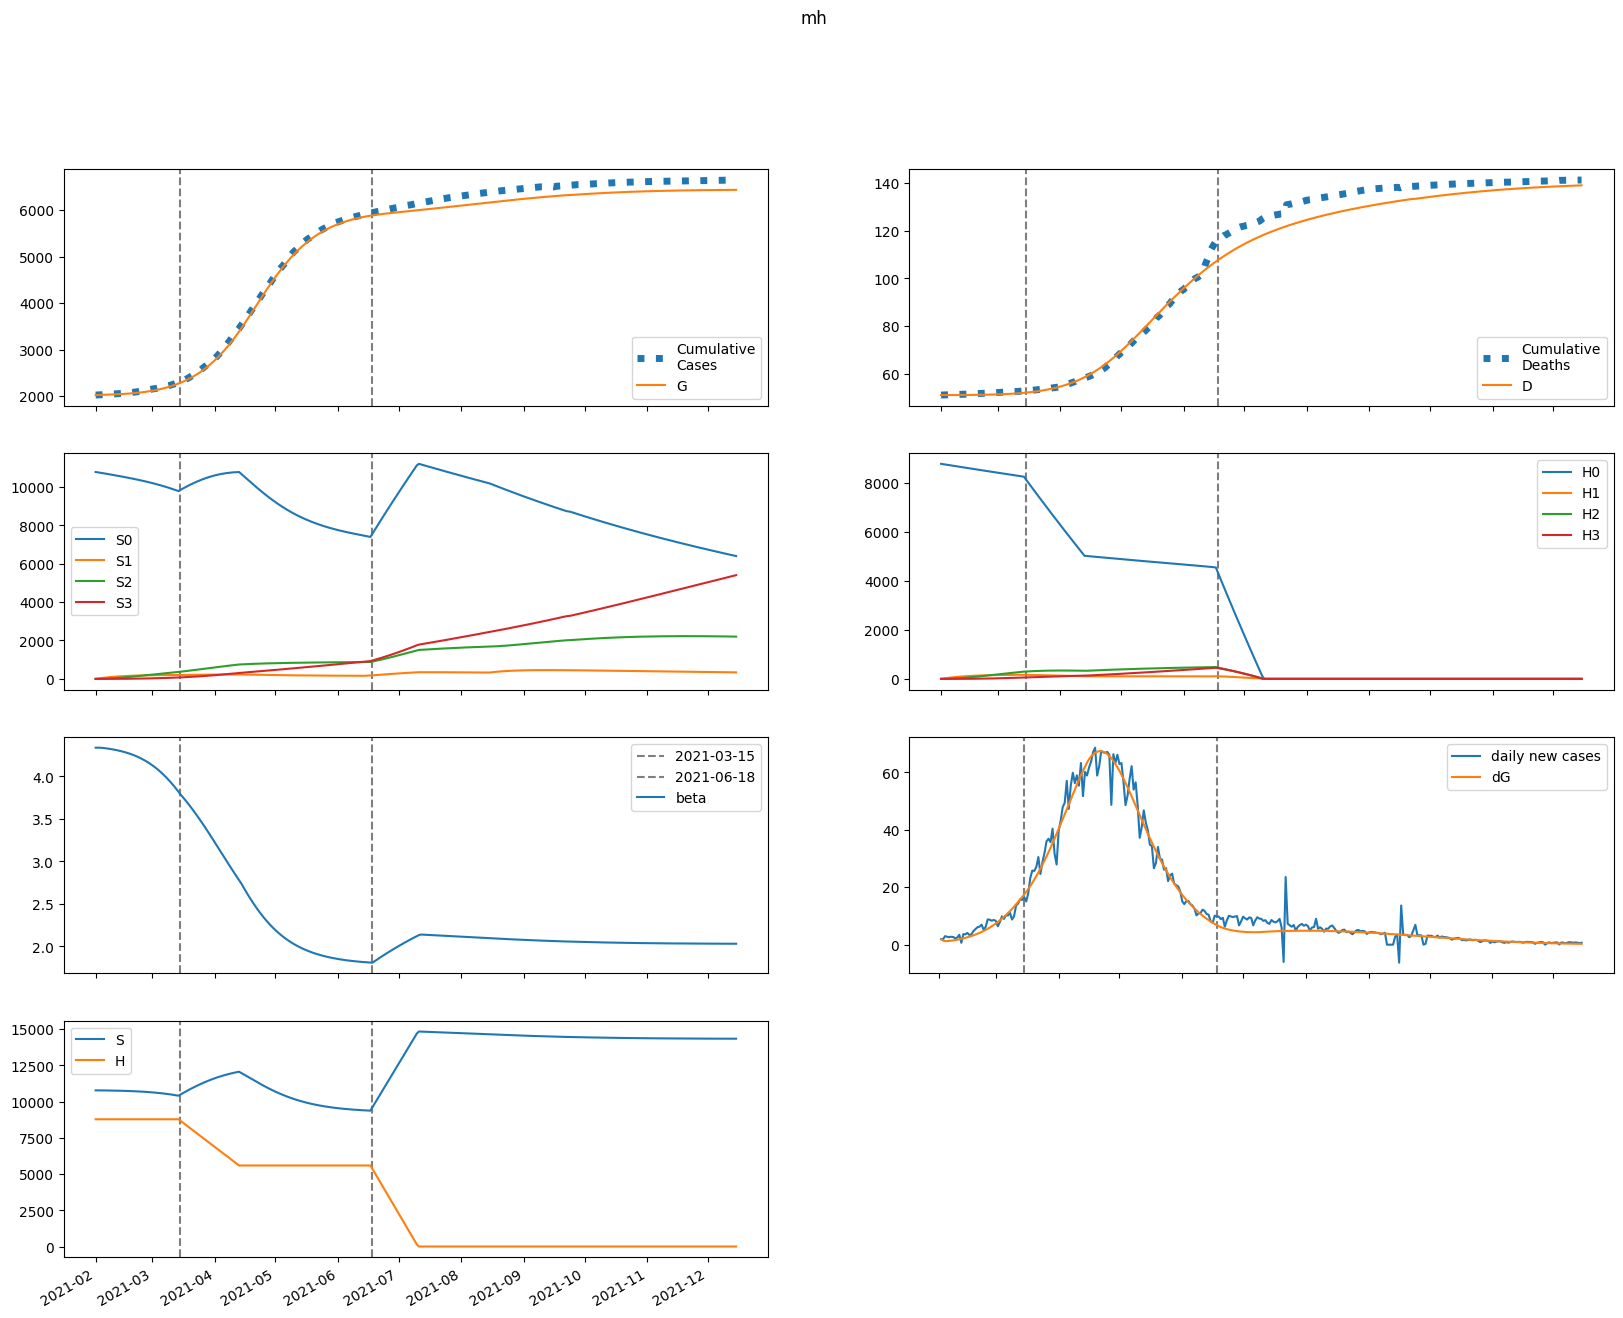 mh
6000
5000
4000
3000
2000
Cumulative
Cases
G
140
120
100
80
60
Cumulative
Deaths
D
10000
8000
6000
4000
2000
0
S0
S1
S2
S3
8000
6000
4000
2000
0
H0
H1
H2
H3
4.0
3.5
3.0
2.5
2.0
2021-03-15
2021-06-18
beta
60
40
20
0
daily new cases
dG
15000
12500
10000
7500
5000
2500
0
S
H
2021-02
2021-03
2021-04
2021-05
2021-06
2021-07
2021-08
2021-09
2021-10
2021-11
2021-12